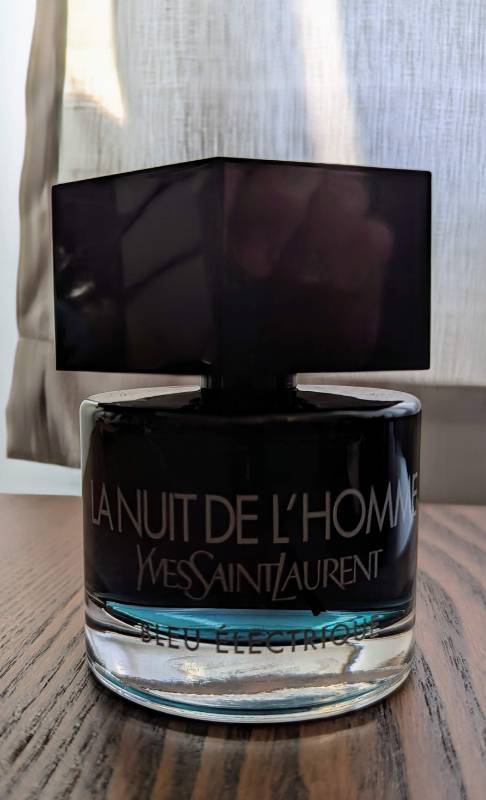 LA NUIT DE L'HOMME
YVESSAINTLAURENT
BLEU ÉLECTRIQUE